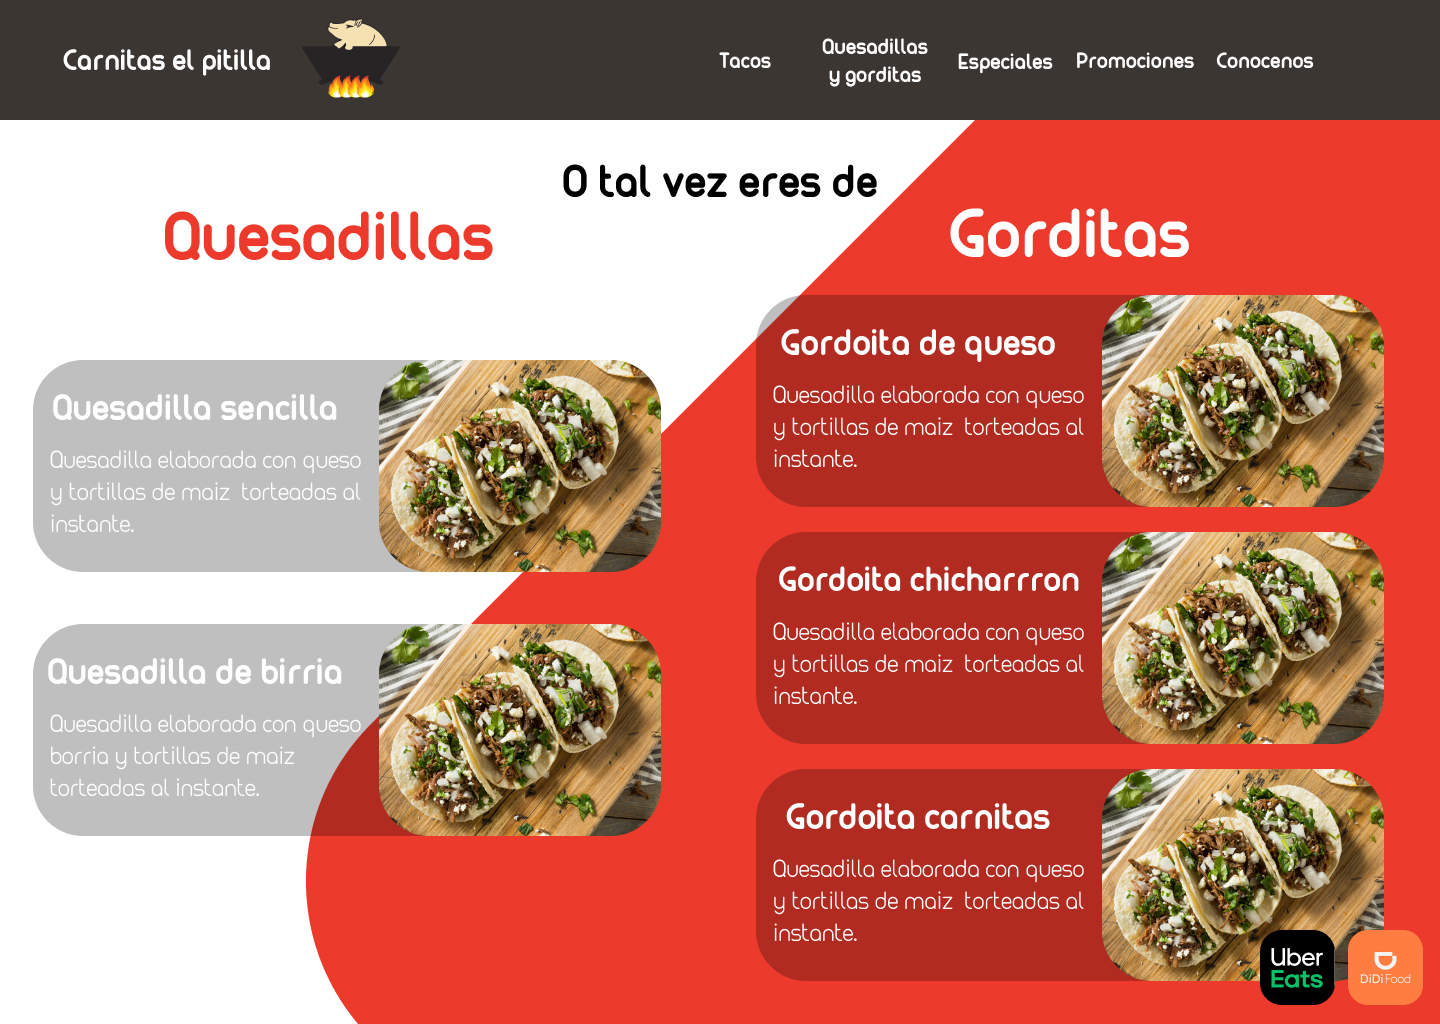 Carnitas el pitilla
Tacos
Quesadillas
y gorditas
Especiales
Promociones
Conocenos
O tal vez eres de
Quesadillas
Quesadilla sencilla
Quesadilla elaborada con queso
y tortillas de maiz torteadas al
instante.
Quesadilla de birria
Quesadilla elaborada con queso
borria y tortillas de maiz
torteadas al instante.
Gorditas
Gordoita de queso
Quesadilla elaborada con queso
y tortillas de maiz torteadas al
instante.
Gordoita chicharrron
Quesadilla elaborada con queso
y tortillas de maiz torteadas al
instante.
Gordoita carnitas
Quesadilla elaborada con queso
y tortillas de maiz torteadas al
instante.
Uber
Eats
DiDi Food